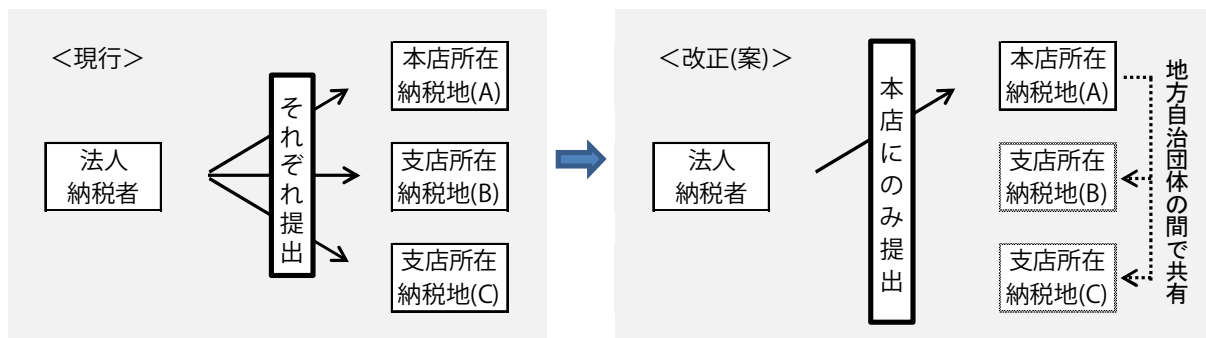 ＜現行＞
法人
納税者
それぞれ提出
本店所在
納税地(A)
支店所在
納税地(B)
支店所在
納税地(C)
＜改正(案)＞
法人
納税者
本店にのみ提出
本店所在
納税地(A)
支店所在
納税地(B)
支店所在
納税地(C)
地方自治団体の間で共有